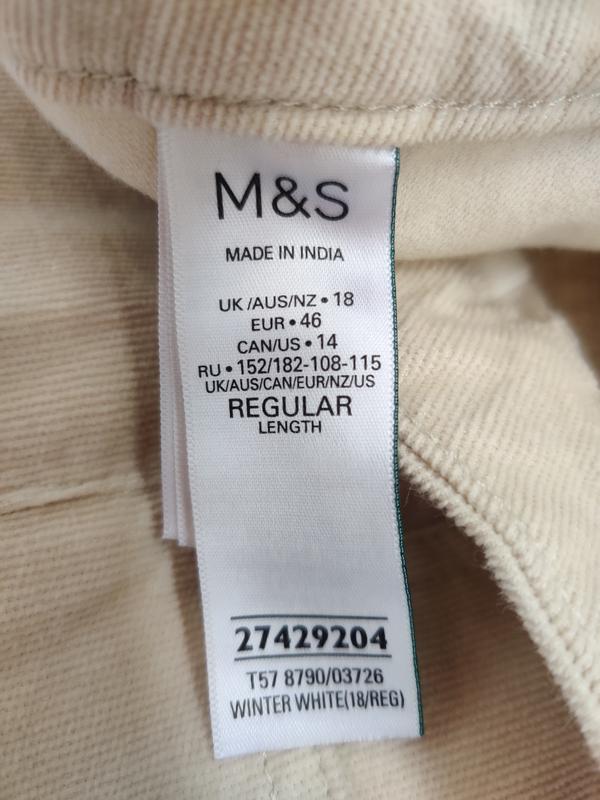 M&S
MADE IN INDIA
UK /AUS/NZ • 18
EUR • 46
CAN/US • 14
RU • 152/182-108-115
UK/AUS/CAN/EUR/NZ/US
REGULAR
LENGTH
27429204
T57 8790/03726
WINTER WHITE(18/REG)